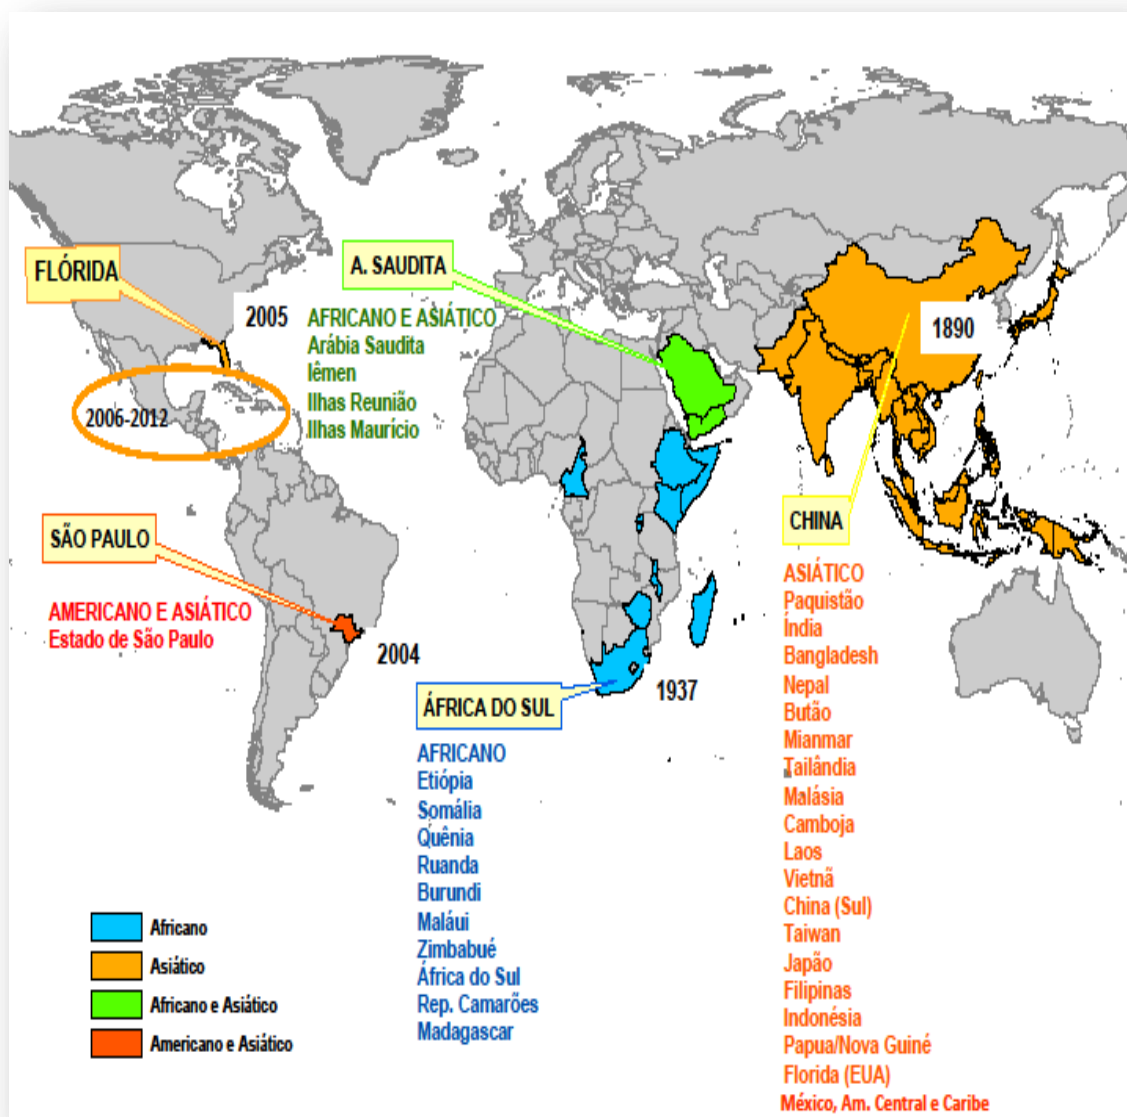 FLÓRIDA
A. SAUDITA
2005
AFRICANO E ASIÁTICO
Arábia Saudita
Iêmen
Ilhas Reunião
Ilhas Maurício
1890
2006-2012
SÃO PAULO
AMERICANO E ASIÁTICO
Estado de São Paulo
2004
ÁFRICA DO SUL
1937
AFRICANO
Etiópia
Somália
Quênia
Ruanda
Burundi
Maláui
Zimbabué
África do Sul
Rep. Camarões
Madagascar
CHINA
ASIÁTICO
Paquistão
Índia
Bangladesh
Nepal
Butão
Mianmar
Tailândia
Malásia
Camboja
Laos
Vietnã
China (Sul)
Taiwan
Japão
Filipinas
Indonésia
Papua/Nova Guiné
Florida (EUA)
México, Am. Central e Caribe
Africano
Asiático
Africano e Asiático
Americano e Asiático